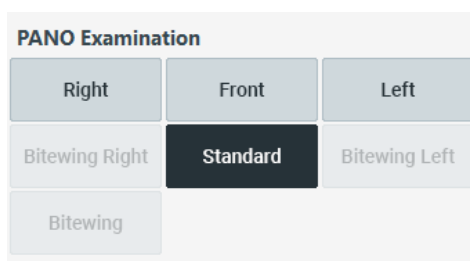 PANO Examination
Right Front Left
Bitewing Right Standard Bitewing Left
Bitewing